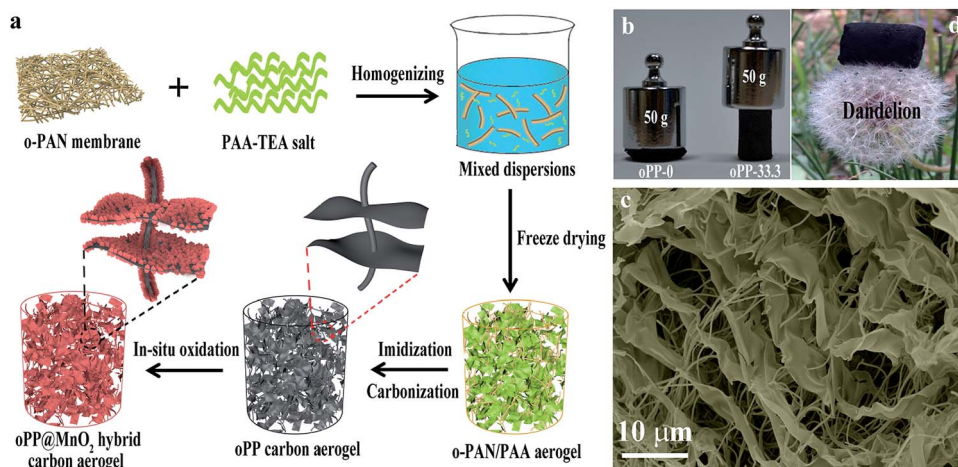 a
o-PAN membrane
+
PAA-TEA salt
Homogenizing
Mixed dispersions
Freeze drying
o-PAN/PAA aerogel
Imidization
Carbonization
oPP carbon aerogel
In-situ oxidation
oPP@MnO₂ hybrid
carbon aerogel
b
50 g
oPP-0
50 g
oPP-33.3
d
Dandelion
c
10 μm